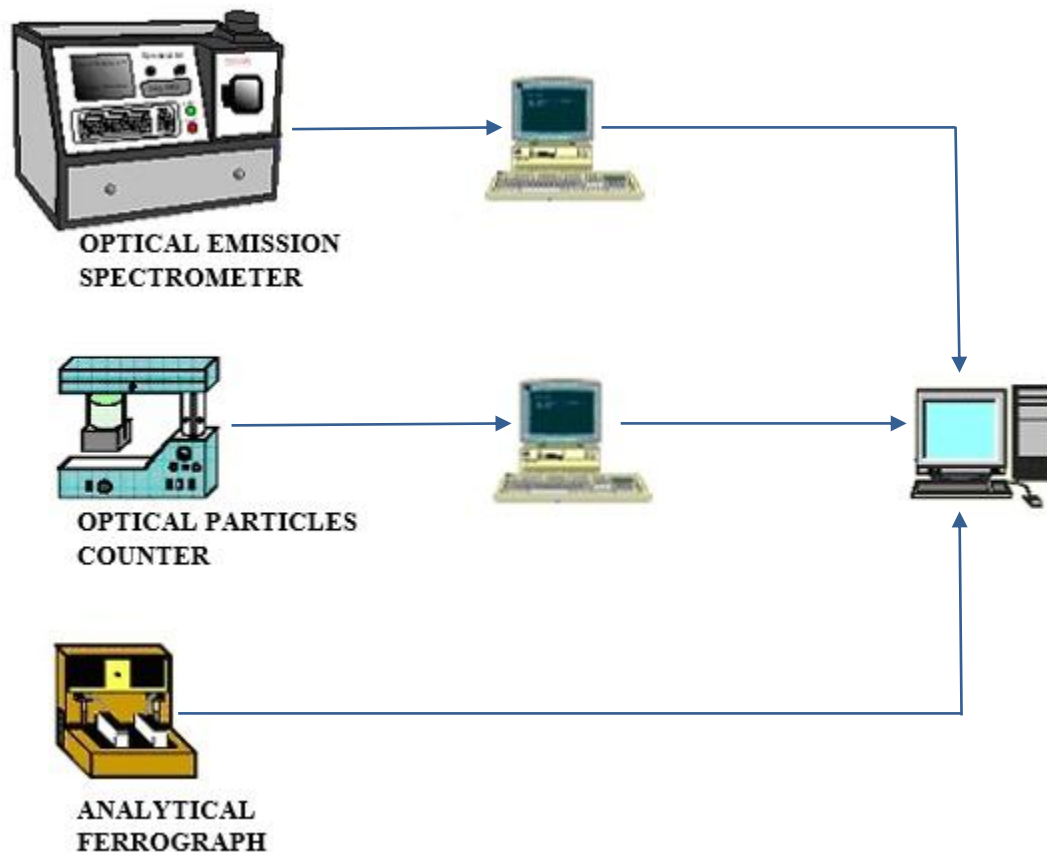 OPTICAL EMISSION
SPECTROMETER
OPTICAL PARTICLES
COUNTER
ANALYTICAL
FERROGRAPH